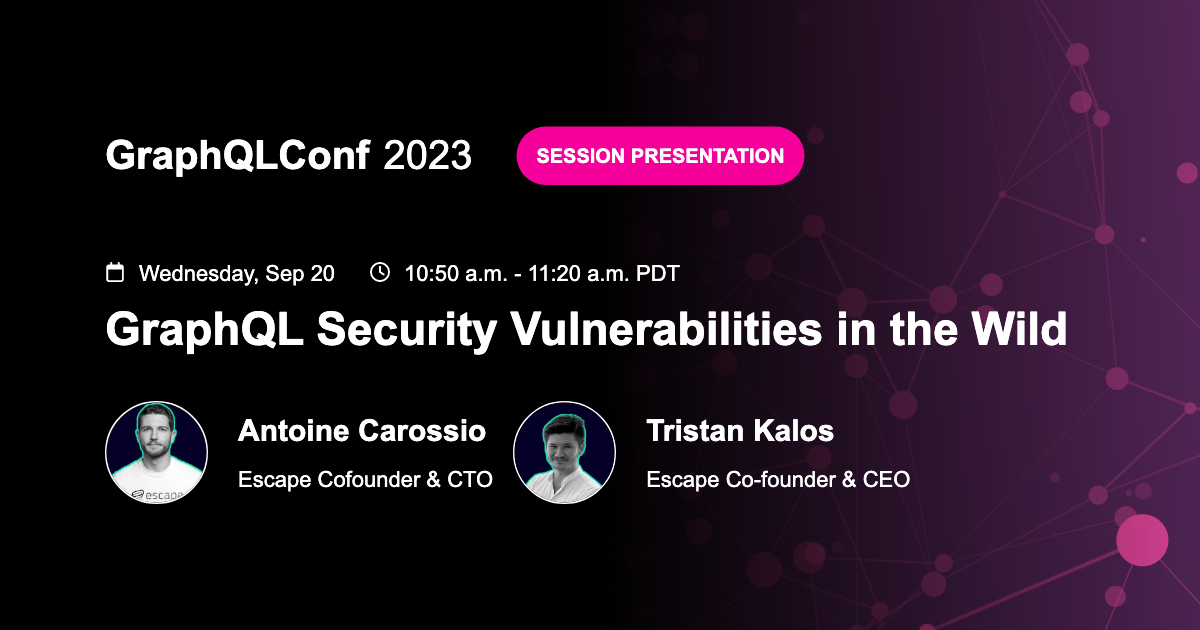 GraphQLConf 2023
SESSION PRESENTATION
Wednesday, Sep 20
10:50 a.m. - 11:20 a.m. PDT
GraphQL Security Vulnerabilities in the Wild
Antoine Carossio
Escape Cofounder & CTO
escape
Tristan Kalos
Escape Co-founder & CEO